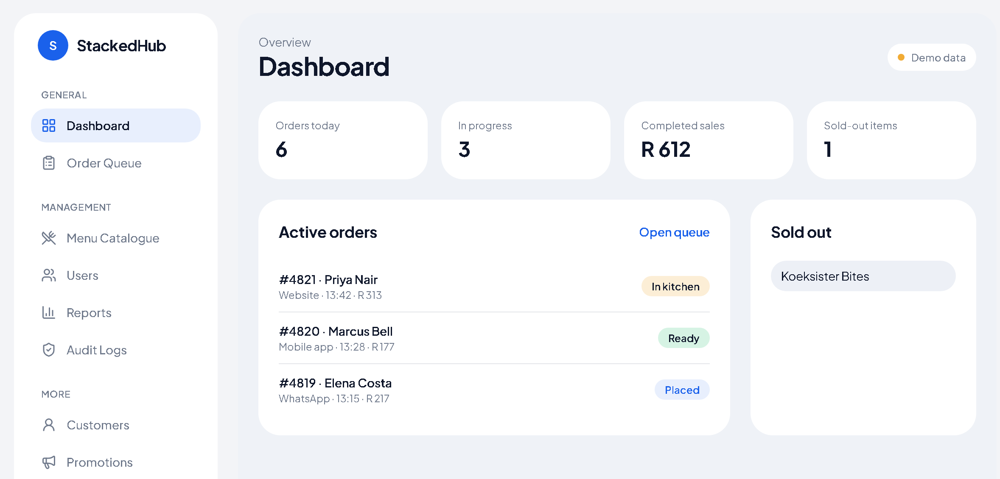 S
StackedHub
GENERAL
Dashboard
Order Queue
MANAGEMENT
Menu Catalogue
Users
Reports
Audit Logs
MORE
Customers
Promotions
Overview
Dashboard
Demo data
Orders today
6
In progress
3
Completed sales
R 612
Sold-out items
1
Active orders
Open queue
#4821 · Priya Nair
Website · 13:42 · R 313
In kitchen
#4820 · Marcus Bell
Mobile app · 13:28 · R 177
Ready
#4819 · Elena Costa
WhatsApp · 13:15 · R 217
Placed
Sold out
Koeksister Bites